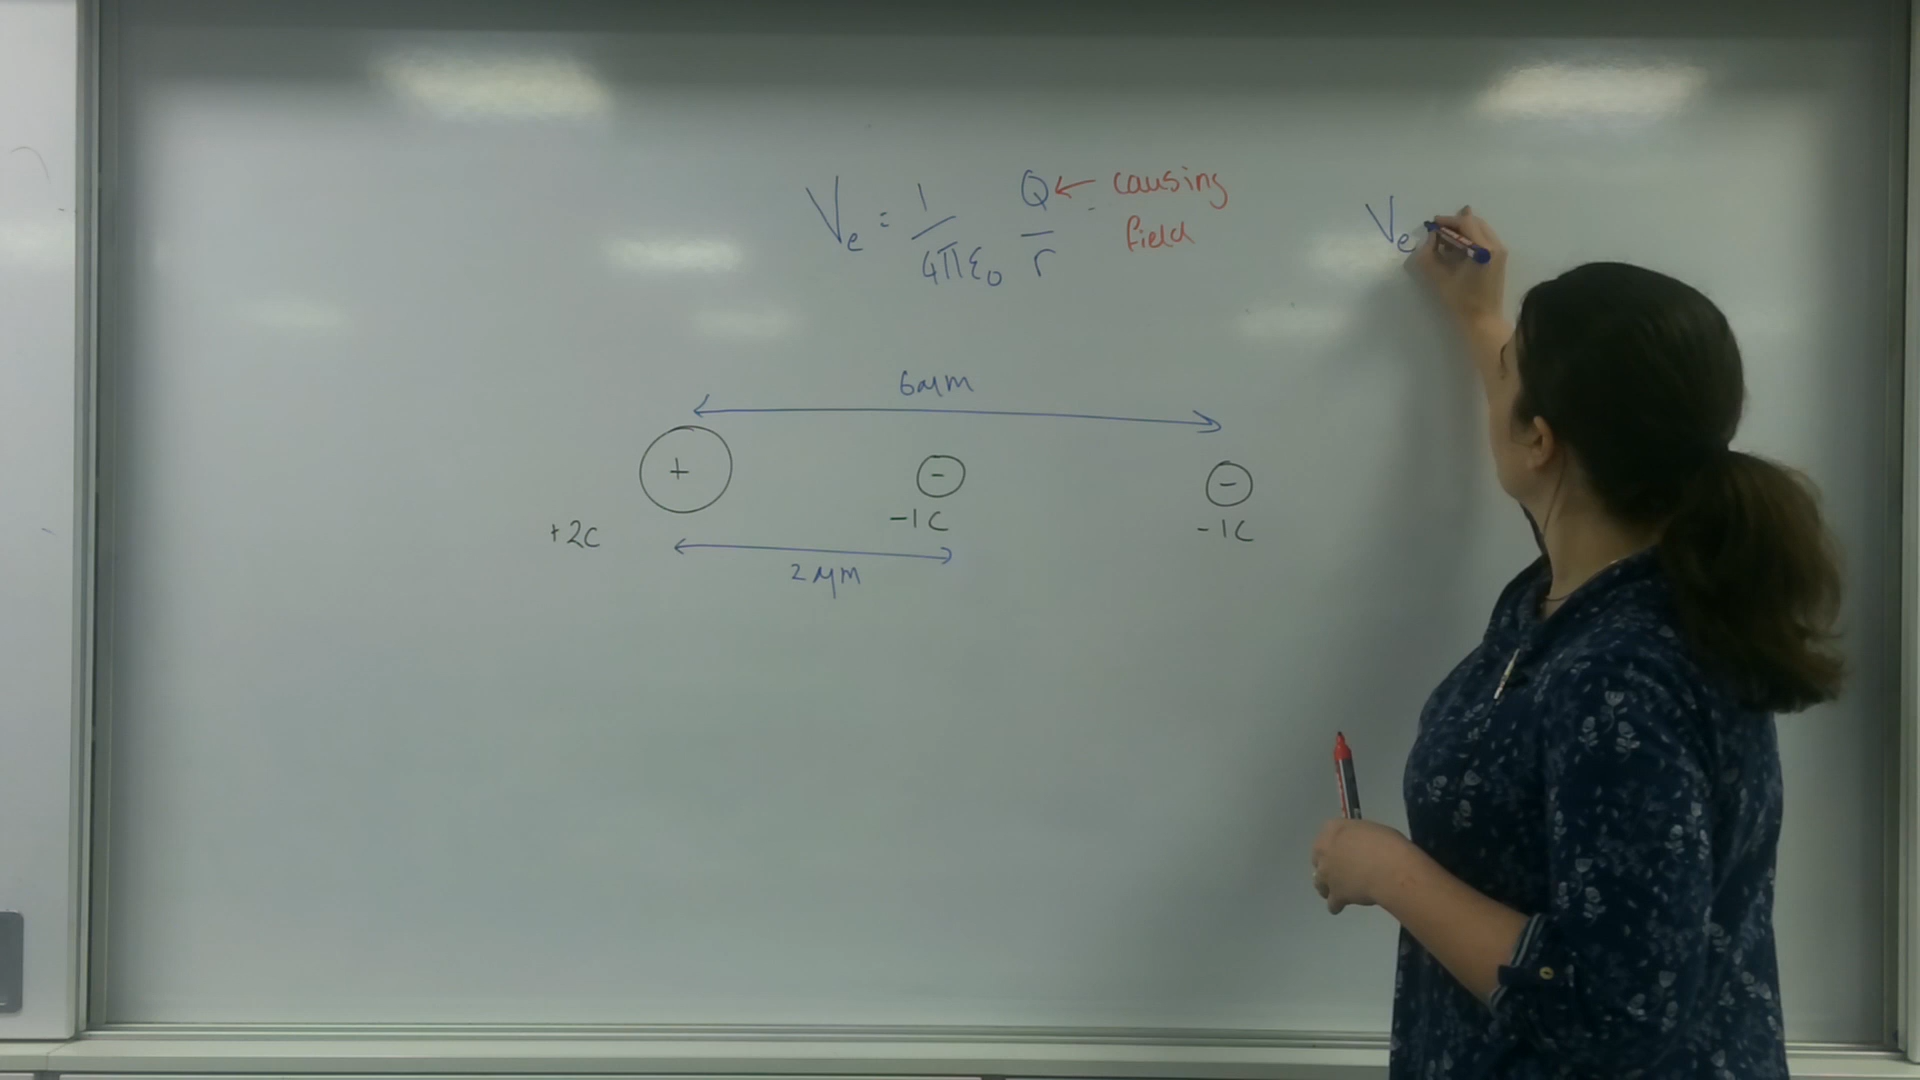 Ve = 1/4πε0 Q/r ← causing field
Ve
6μm
+
-
-
+2C
-1C
-1C
2μm